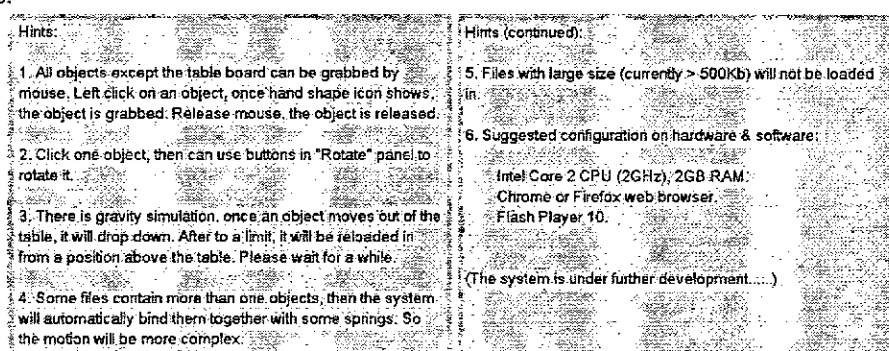 Hints:
1. All objects except the table board can be grabbed by
mouse. Left click on an object, once hand shape icon shows,
the object is grabbed. Release mouse, the object is released.
2. Click one object, then can use buttons in "Rotate" panel to
rotate it.
3. There is gravity simulation, once an object moves out of the
table, it will drop down. After to a limit, it will be reloaded in
from a position above the table. Please wait for a while.
4. Some files contain more than one objects, then the system
will automatically bind them together with some springs. So
the motion will be more complex.
Hints (continued):
5. Files with large size (currently > 500Kb) will not be loaded
in.
6. Suggested configuration on hardware & software:
Intel Core 2 CPU (2GHz), 2GB RAM.
Chrome or Firefox web browser.
Flash Player 10.
(The system is under further development.....)